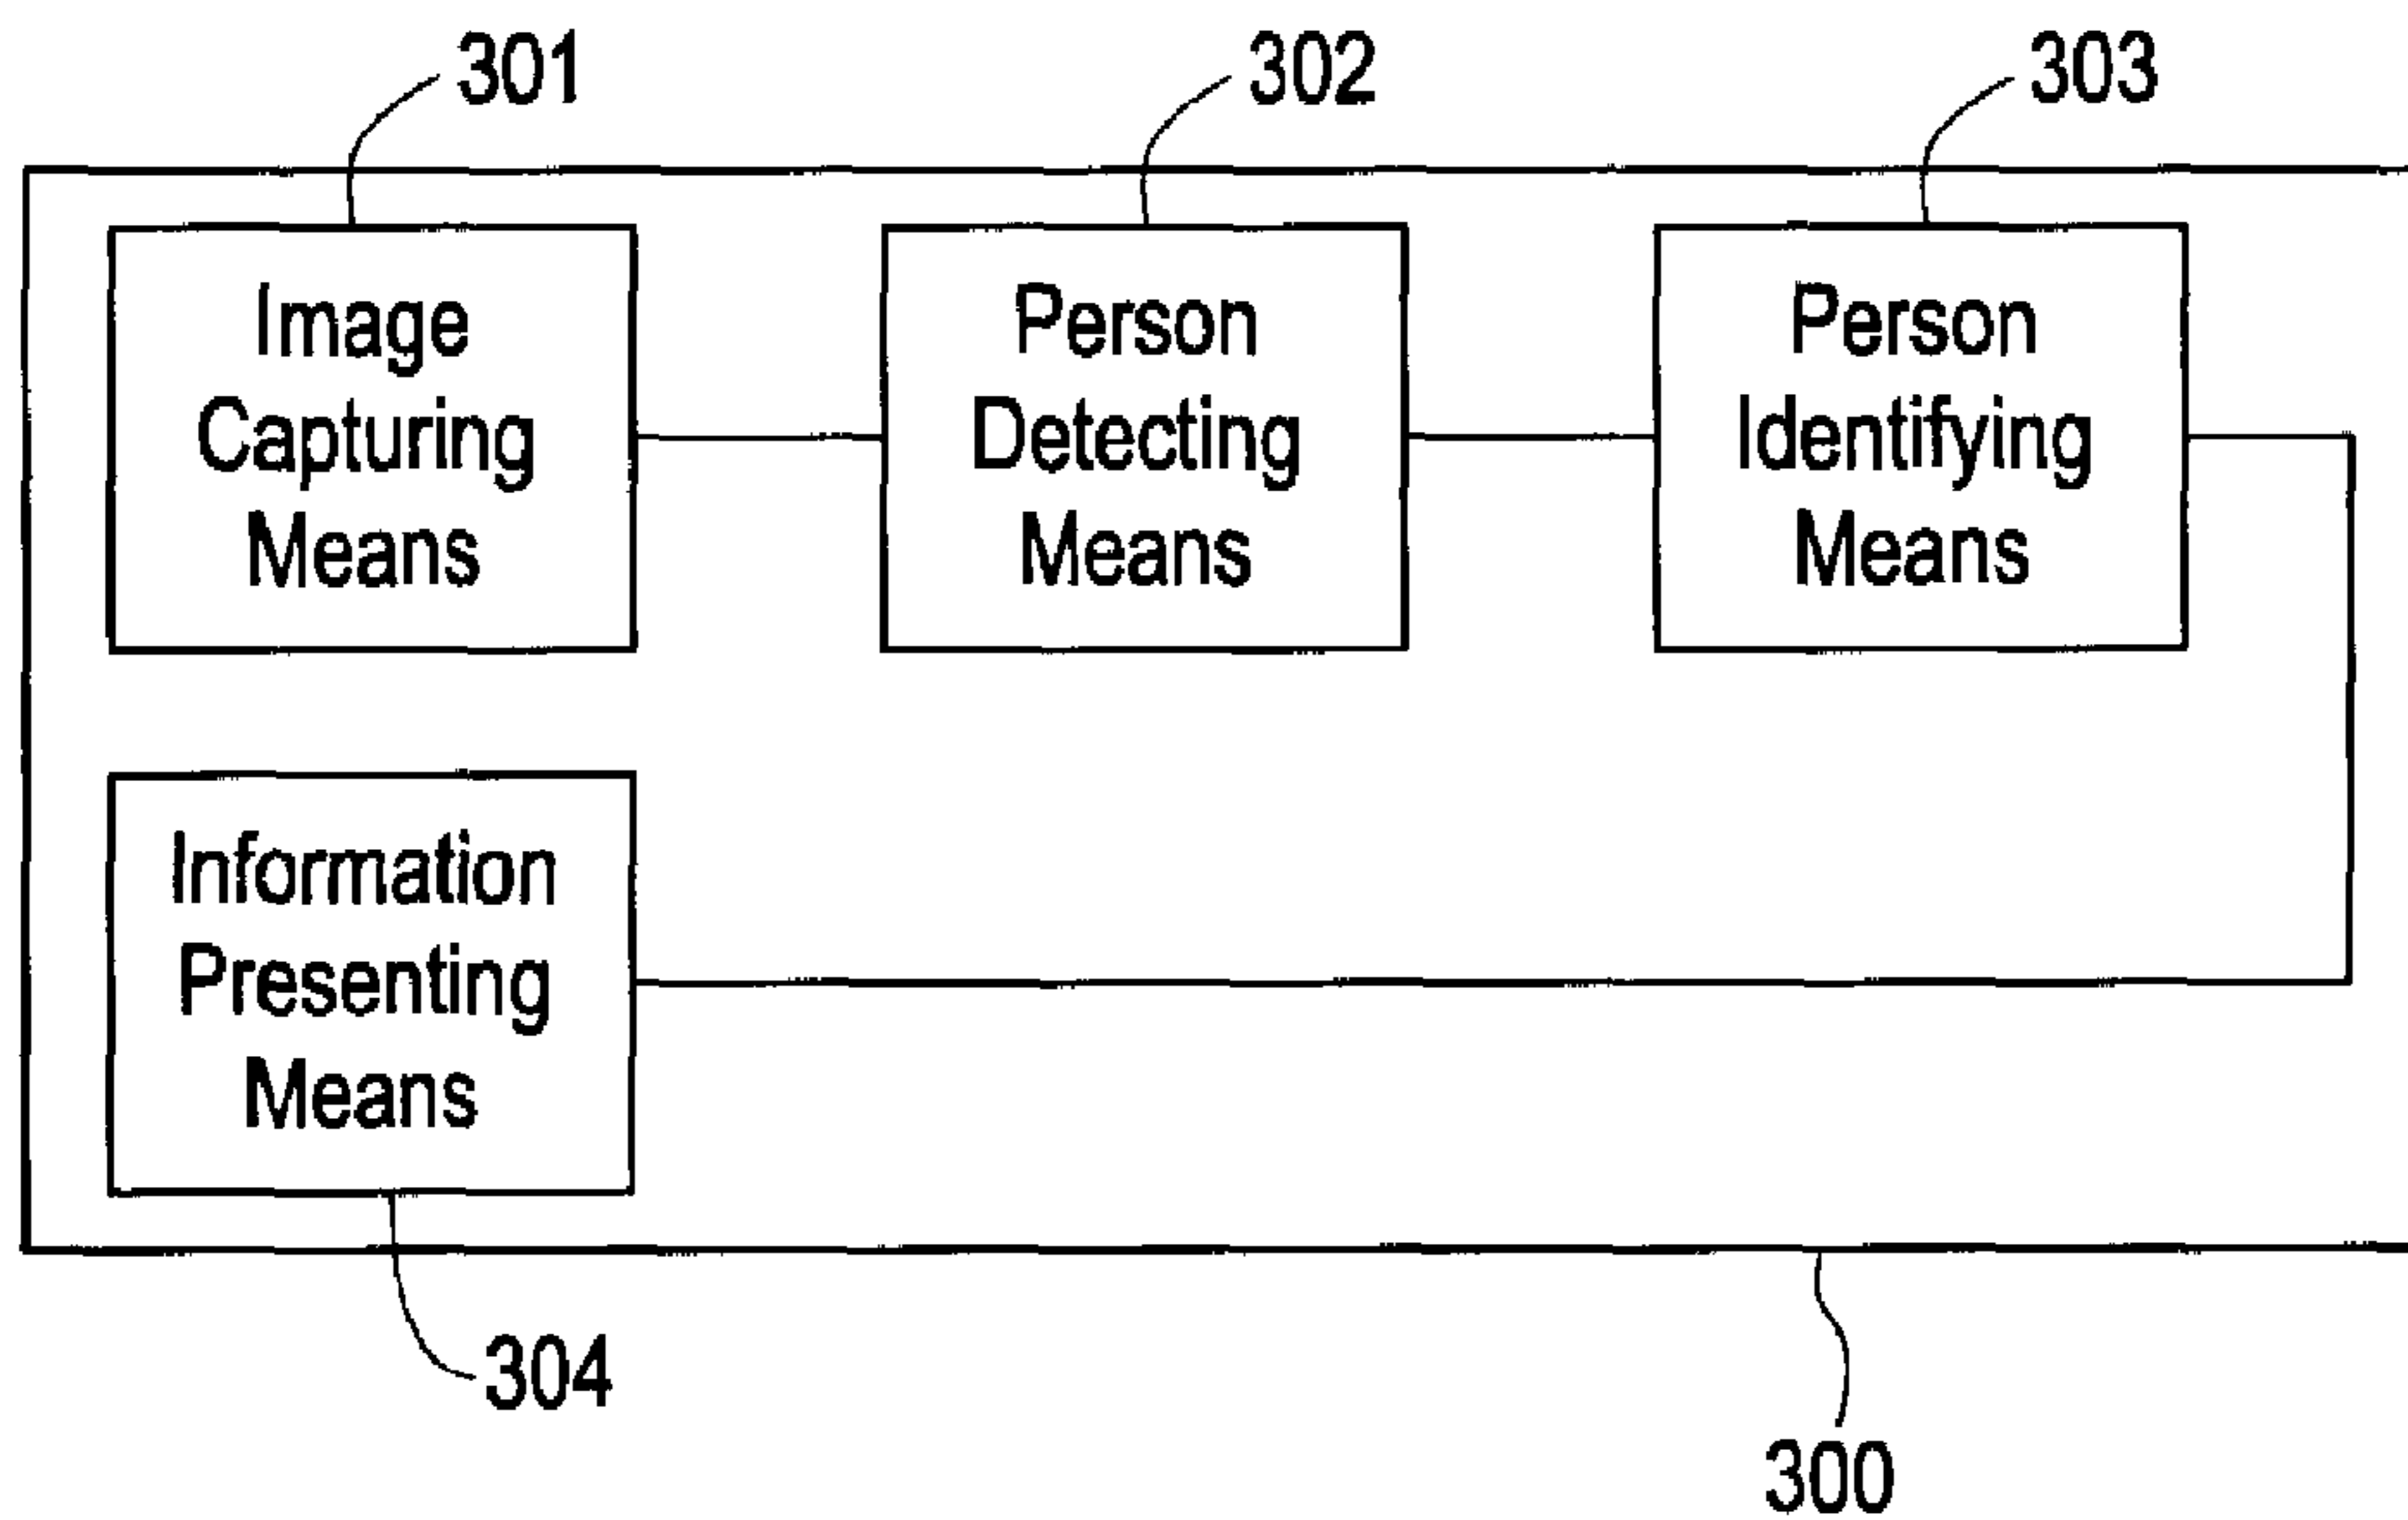 301
302
303
Image
Capturing
Means
Person
Detecting
Means
Person
Identifying
Means
Information
Presenting
Means
304
300